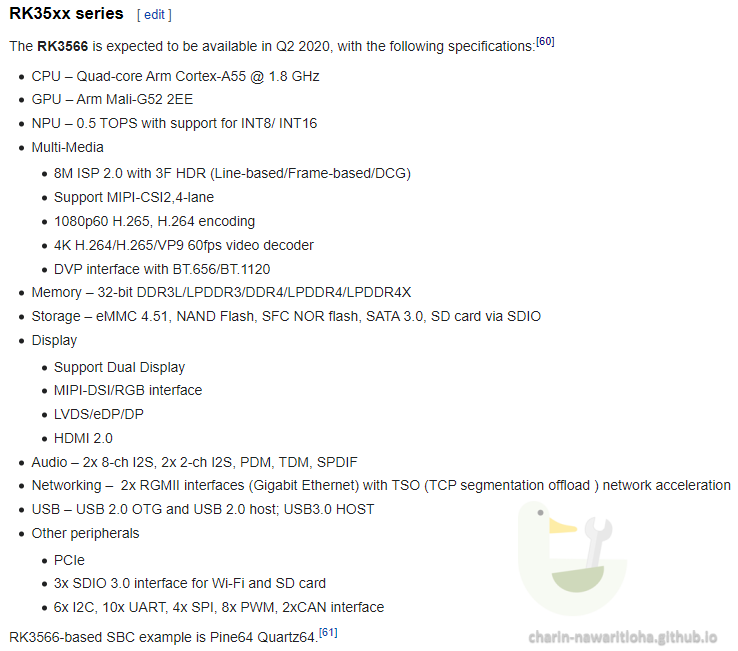 RK35xx series [ edit ]
The RK3566 is expected to be available in Q2 2020, with the following specifications:[60]
• CPU – Quad-core Arm Cortex-A55 @ 1.8 GHz
• GPU – Arm Mali-G52 2EE
• NPU – 0.5 TOPS with support for INT8/ INT16
• Multi-Media
• 8M ISP 2.0 with 3F HDR (Line-based/Frame-based/DCG)
• Support MIPI-CSI2,4-lane
• 1080p60 H.265, H.264 encoding
• 4K H.264/H.265/VP9 60fps video decoder
• DVP interface with BT.656/BT.1120
• Memory – 32-bit DDR3L/LPDDR3/DDR4/LPDDR4/LPDDR4X
• Storage – eMMC 4.51, NAND Flash, SFC NOR flash, SATA 3.0, SD card via SDIO
• Display
• Support Dual Display
• MIPI-DSI/RGB interface
• LVDS/eDP/DP
• HDMI 2.0
• Audio – 2x 8-ch I2S, 2x 2-ch I2S, PDM, TDM, SPDIF
• Networking –  2x RGMII interfaces (Gigabit Ethernet) with TSO (TCP segmentation offload ) network acceleration
• USB – USB 2.0 OTG and USB 2.0 host; USB3.0 HOST
• Other peripherals
• PCIe
• 3x SDIO 3.0 interface for Wi-Fi and SD card
• 6x I2C, 10x UART, 4x SPI, 8x PWM, 2xCAN interface
RK3566-based SBC example is Pine64 Quartz64.[61]
charin-nawaritloha.github.io